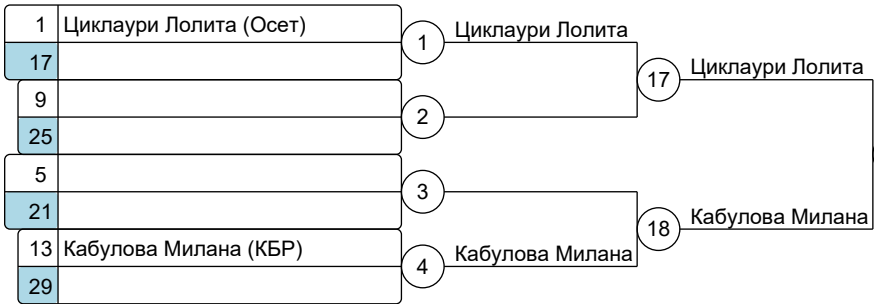 1 Циклаури Лолита (Осет)
17
1 Циклаури Лолита
17 Циклаури Лолита
9
25
2
5
21
3
18 Кабулова Милана
13 Кабулова Милана (КБР)
29
4 Кабулова Милана